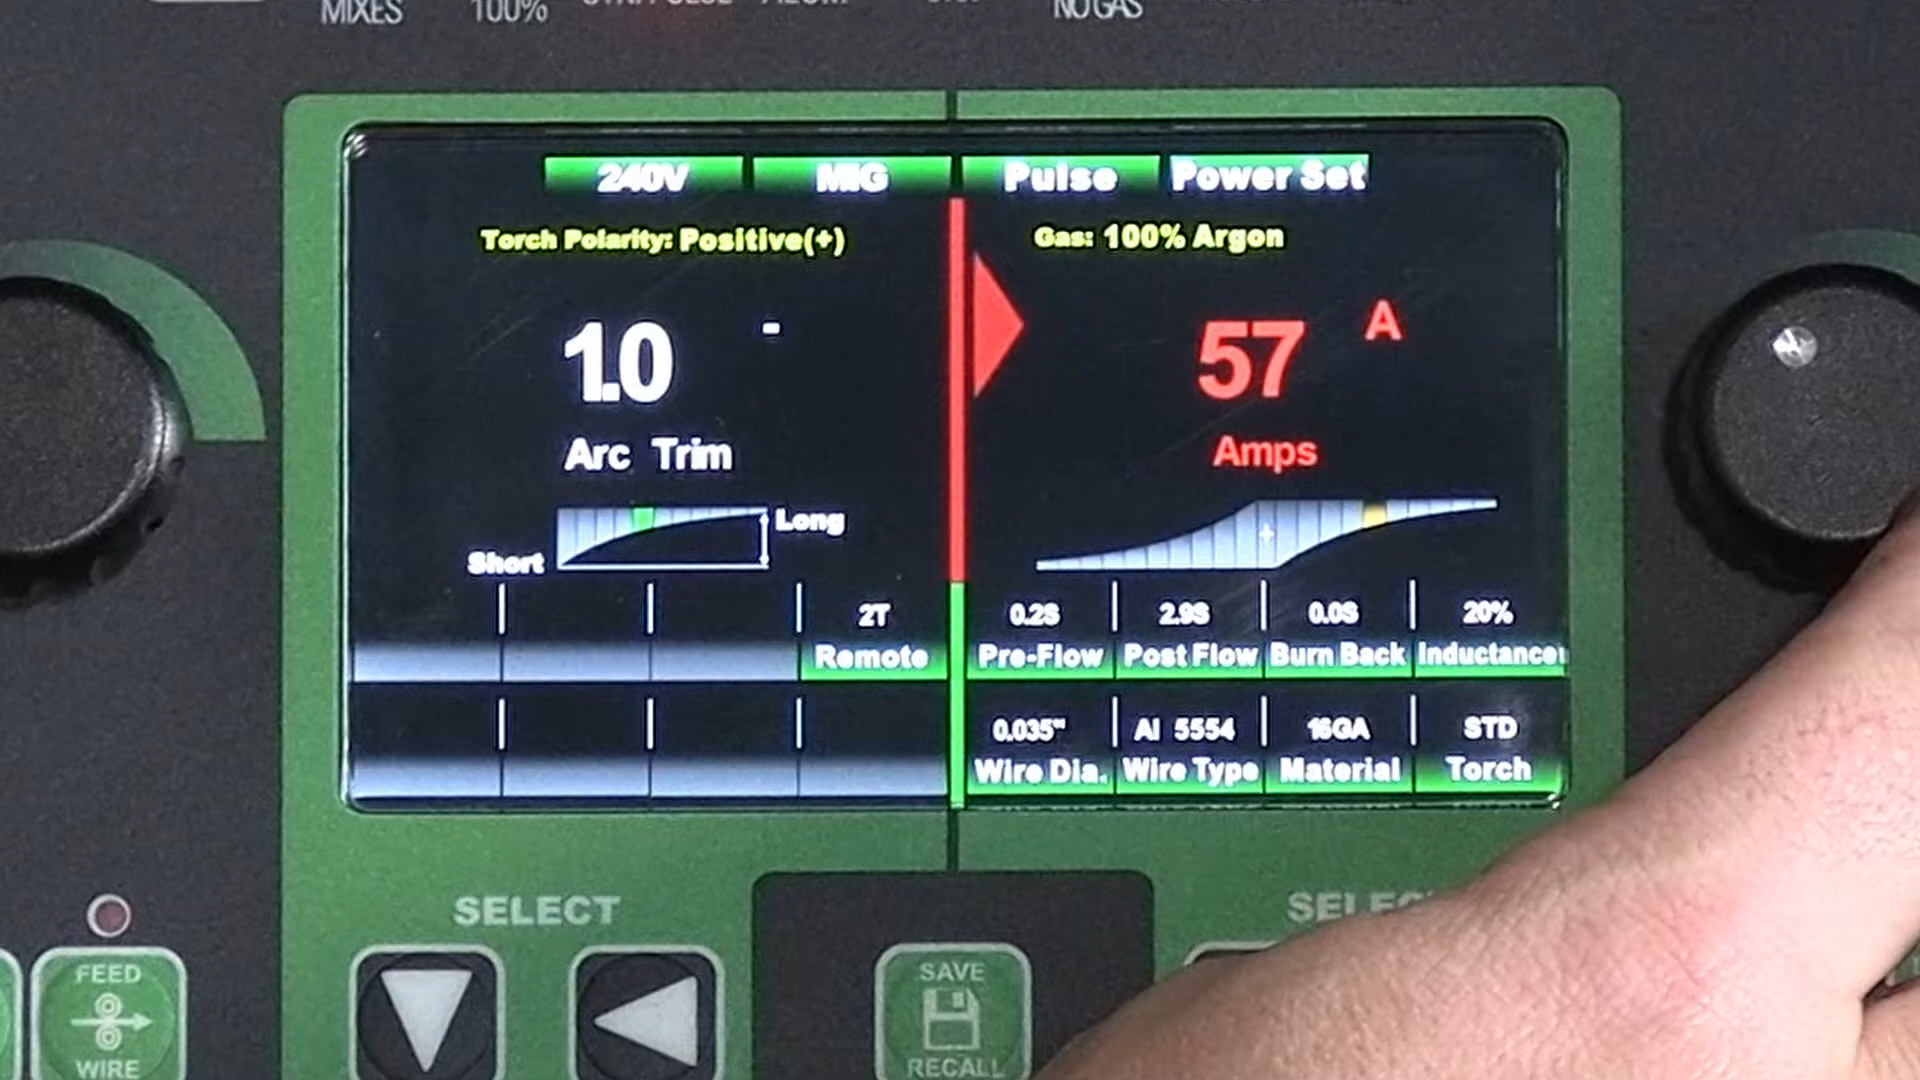 MIXES 100% NO GAS
240V MIG Pulse Power Set
Torch Polarity: Positive(+) Gas: 100% Argon
1.0 - 57 A
Arc Trim Amps
Long
Short
2T 0.2S 2.9S 0.0S 20%
Remote Pre-Flow Post Flow Burn Back Inductance
0.035" Al 5554 16GA STD
Wire Dia. Wire Type Material Torch
SELECT
FEED
WIRE
SAVE
RECALL